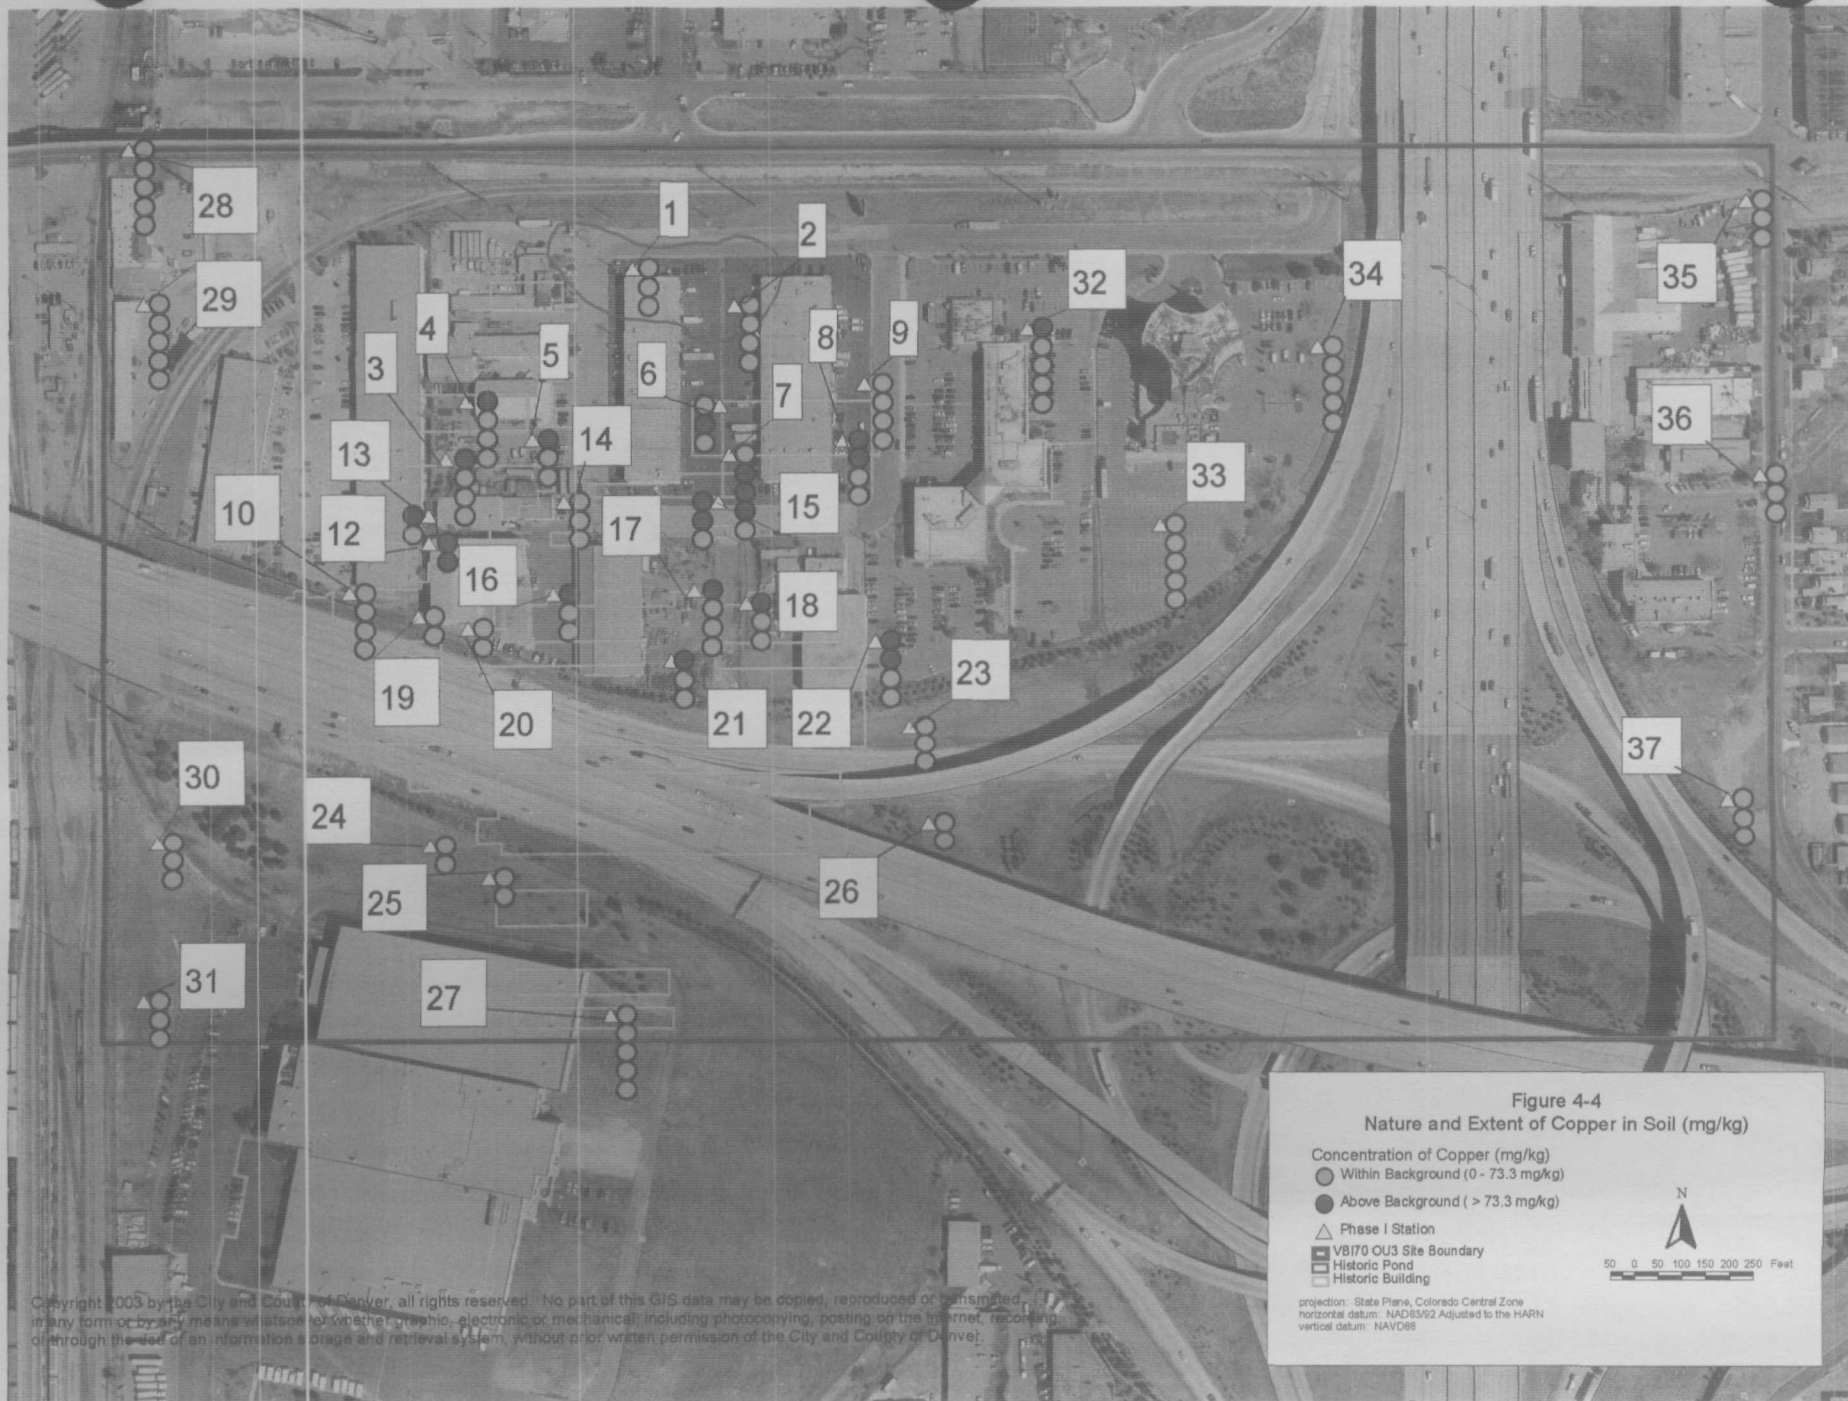 1
2
28
29
32
34
35
4
5
8
9
3
6
7
36
14
13
33
10
12
17
15
16
18
19
20
21
22
23
37
30
24
25
26
31
27
Figure 4-4
Nature and Extent of Copper in Soil (mg/kg)
Concentration of Copper (mg/kg)
Within Background (0 - 73.3 mg/kg)
Above Background ( > 73.3 mg/kg)
Phase I Station
VBI70 OU3 Site Boundary
Historic Pond
Historic Building
N
50 0 50 100 150 200 250 Feet
projection: State Plane, Colorado Central Zone
horizontal datum: NAD83/92 Adjusted to the HARN
vertical datum: NAVD88
Copyright 2003 by the City and County of Denver, all rights reserved. No part of this GIS data may be copied, reproduced or transmitted,
in any form or by any means whatsoever whether graphic, electronic or mechanical, including photocopying, posting on the internet, recording,
or through the use of an information storage and retrieval system, without prior written permission of the City and County of Denver.